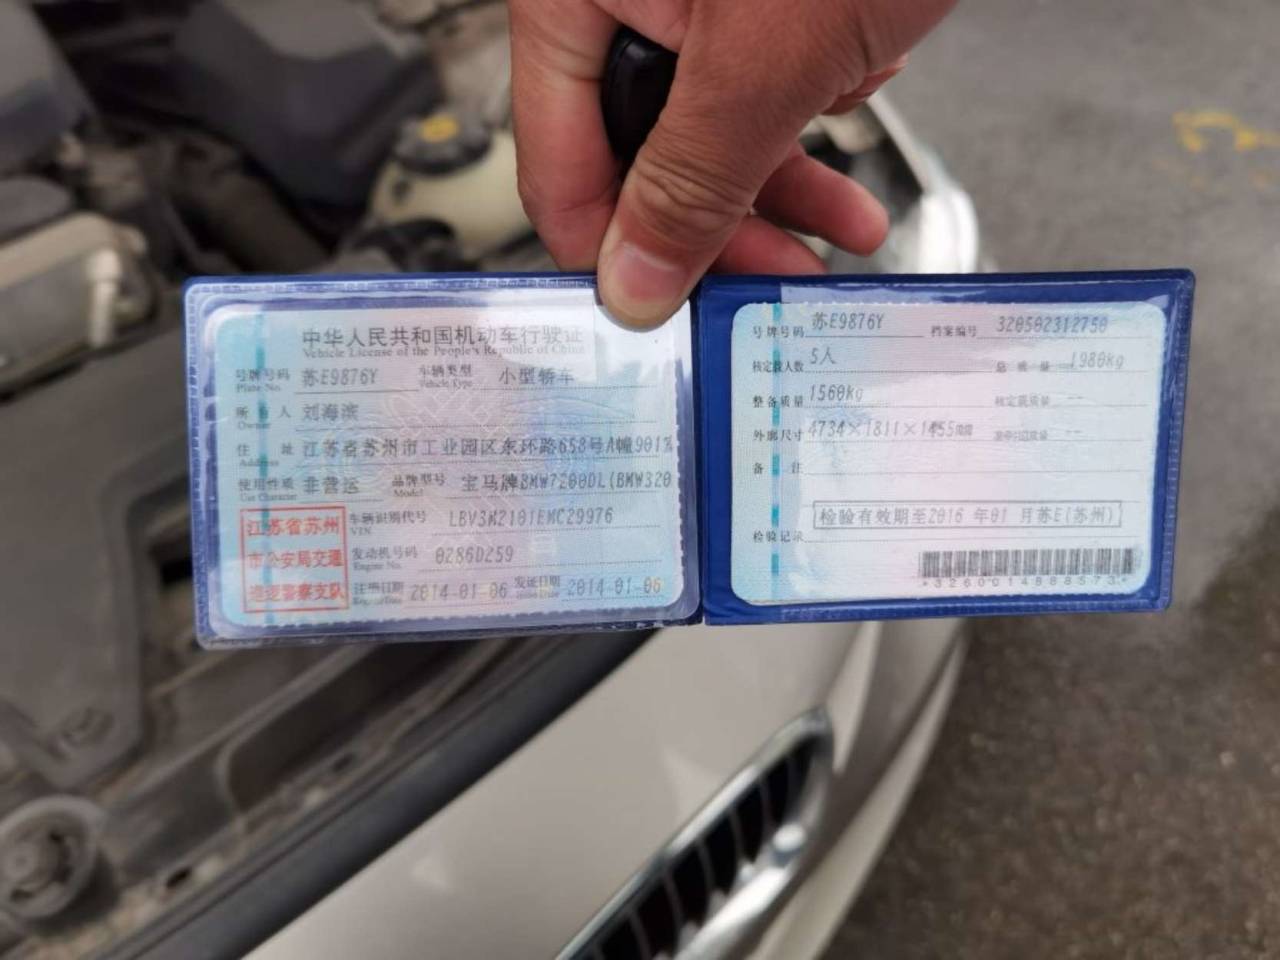 中华人民共和国机动车行驶证
Vehicle License of the People's Republic of China
号牌号码 苏E9876Y 车辆类型 小型轿车
Plate No. Vehicle Type
所有人 刘海滨
Owner
住址 江苏省苏州市工业园区东环路658号A幢901
Address
使用性质 非营运 品牌型号 宝马牌BMW7200DL(BMW320
Use Character Model
江苏省苏州
市公安局交通
巡逻警察支队
车辆识别代号 LBV3M2101EMC29976
VIN
发动机号码 0286D259
Engine No.
注册日期 2014-01-06 发证日期 2014-01-06
Register Date Issue Date
号牌号码 苏E9876Y 档案编号 320502312750
核定载人数 5人 总质量 1980kg
整备质量 1560kg 核定载质量 --
外廓尺寸 4734×1811×1455mm 准牵引总质量 --
备注
检验有效期至2016 年01 月苏E(苏州)
检验记录
*3260014888573*